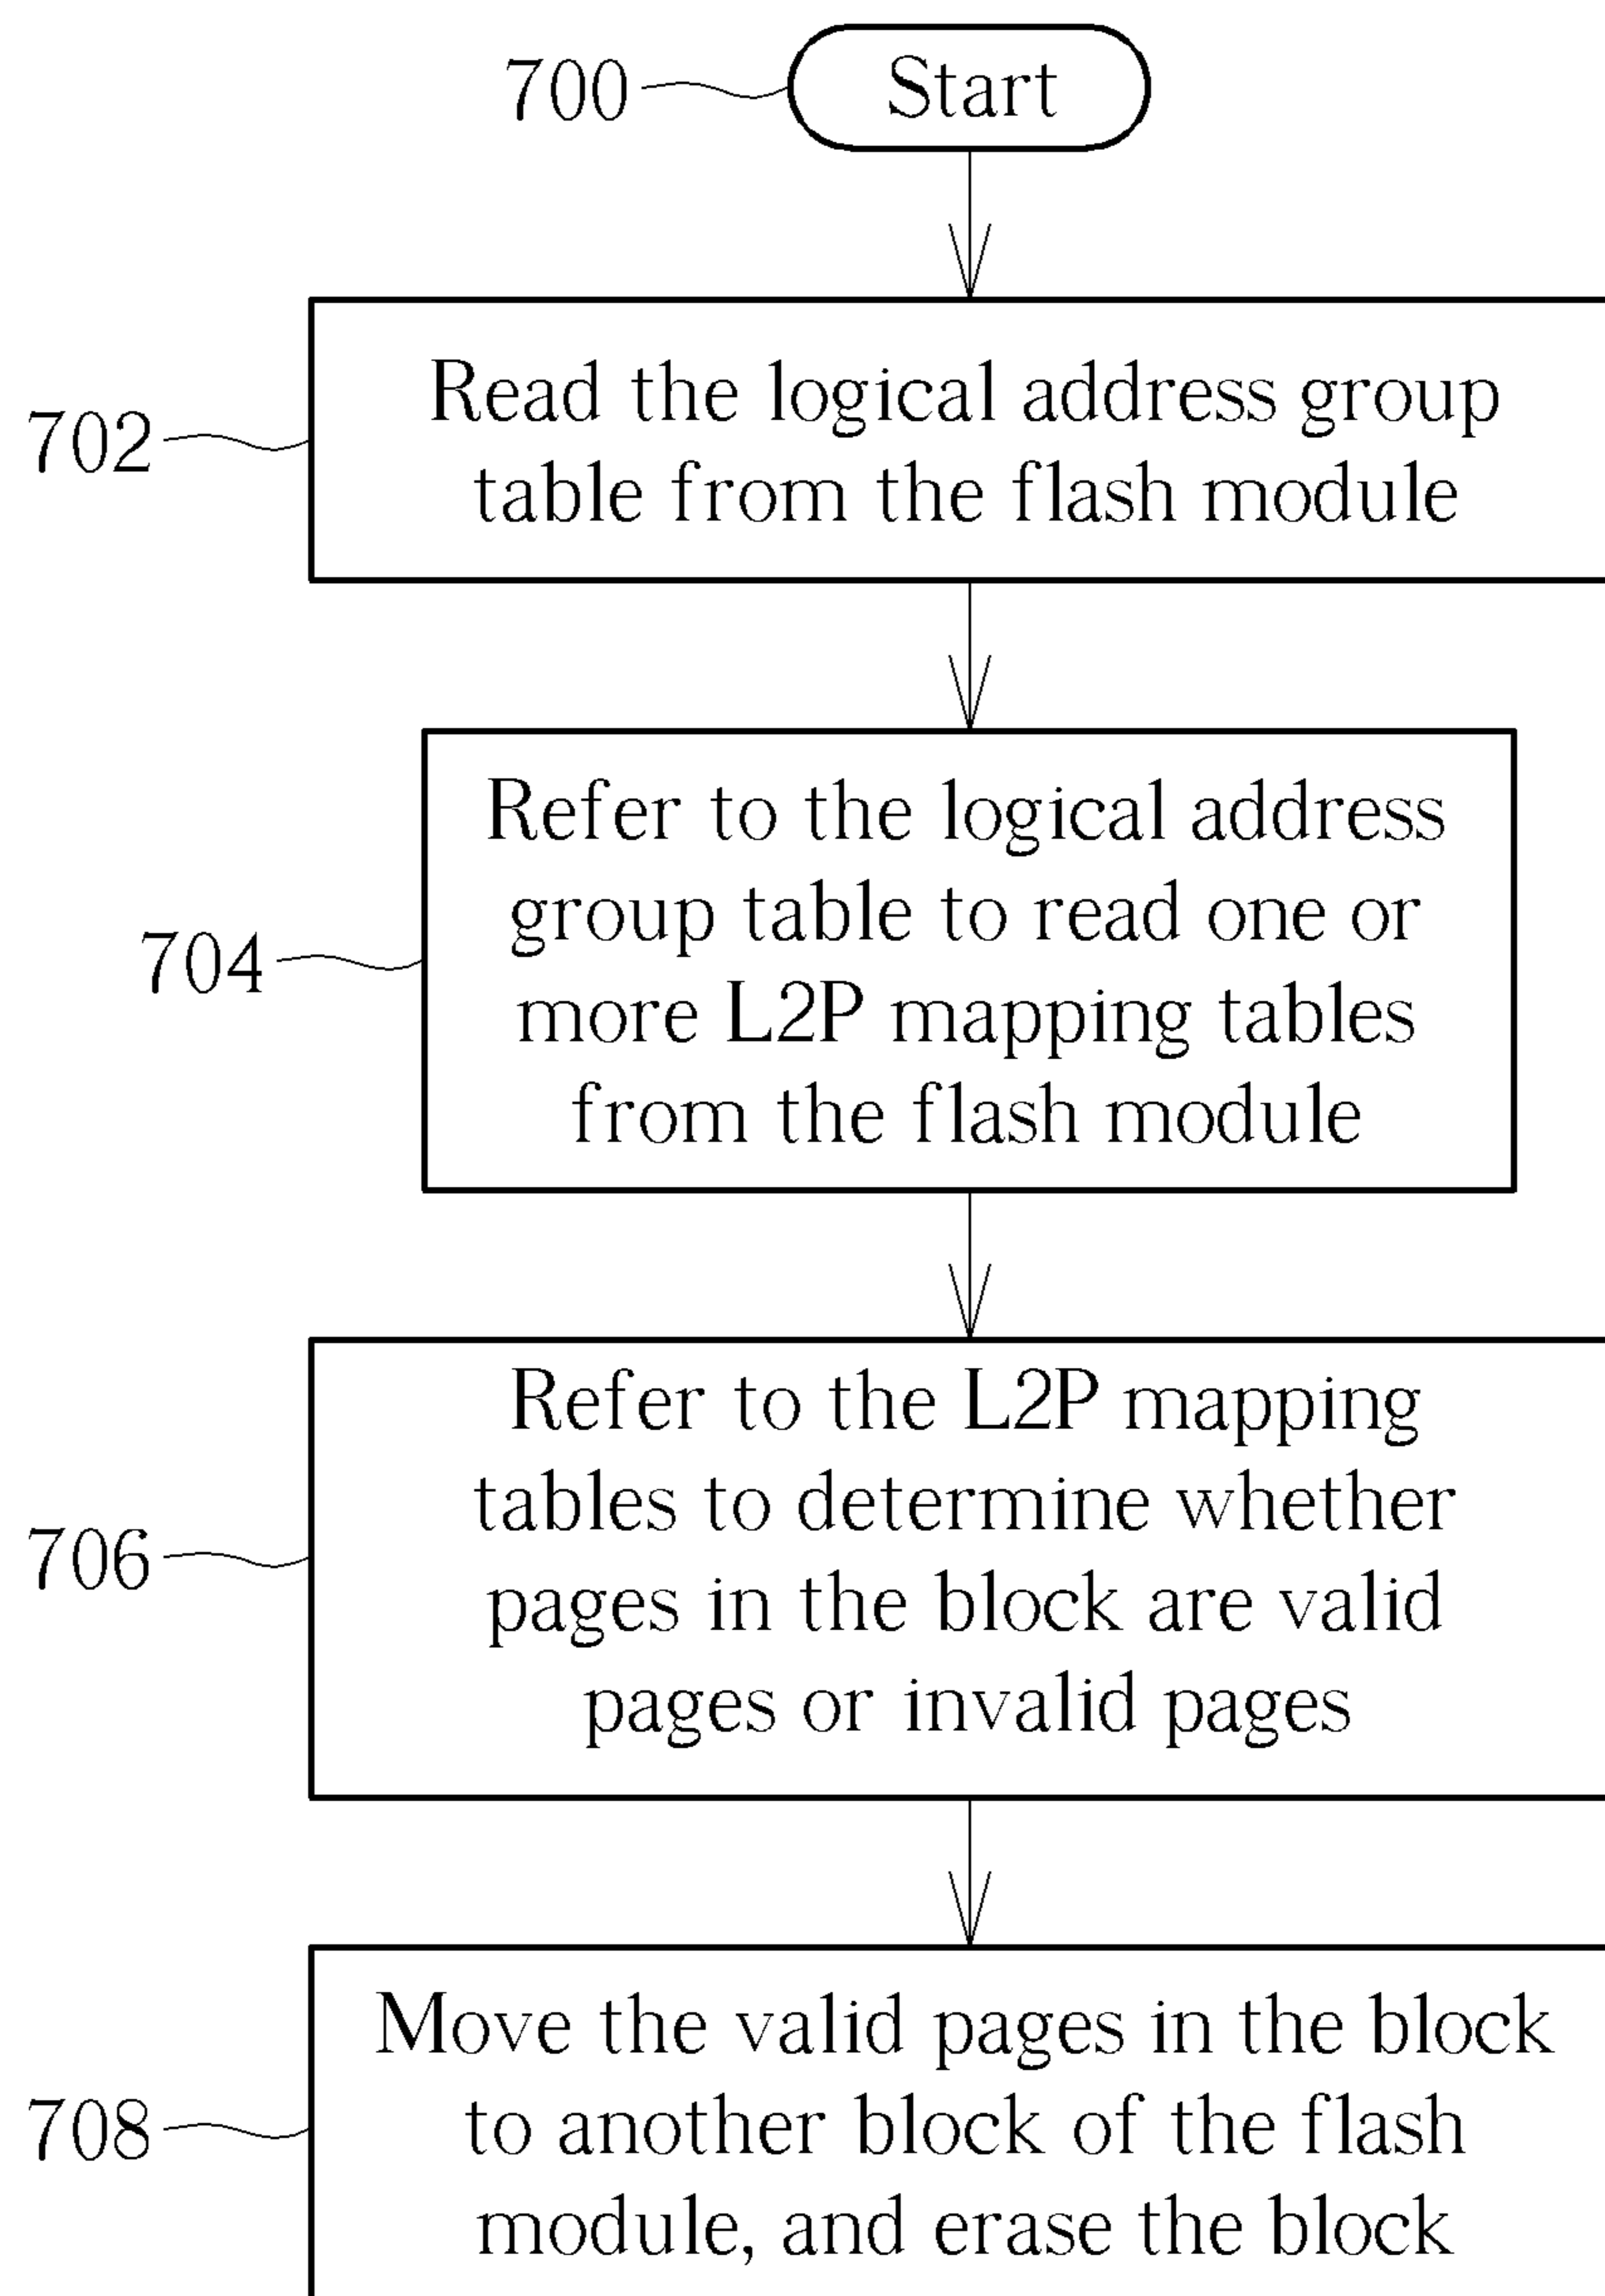 700
Start
702
Read the logical address group
table from the flash module
704
Refer to the logical address
group table to read one or
more L2P mapping tables
from the flash module
706
Refer to the L2P mapping
tables to determine whether
pages in the block are valid
pages or invalid pages
708
Move the valid pages in the block
to another block of the flash
module, and erase the block